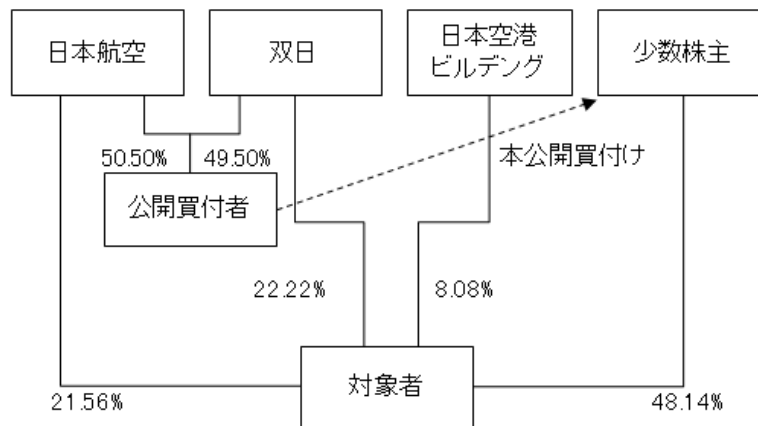 日本航空
双日
日本空港
ビルデング
少数株主
50.50%
49.50%
本公開買付け
公開買付者
22.22%
8.08%
対象者
21.56%
48.14%